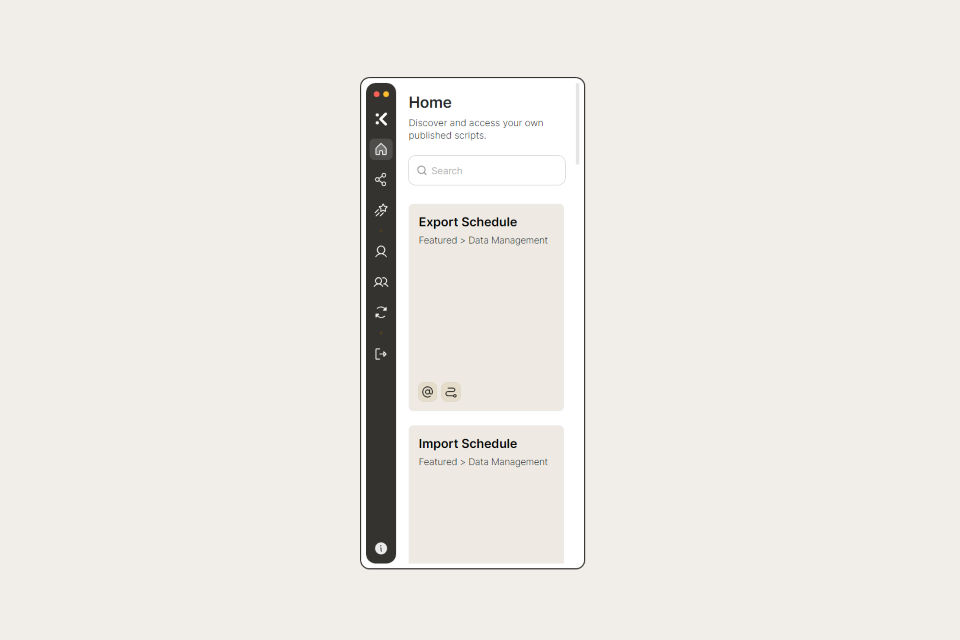 Home
Discover and access your own
published scripts.
Search
Export Schedule
Featured > Data Management
Import Schedule
Featured > Data Management